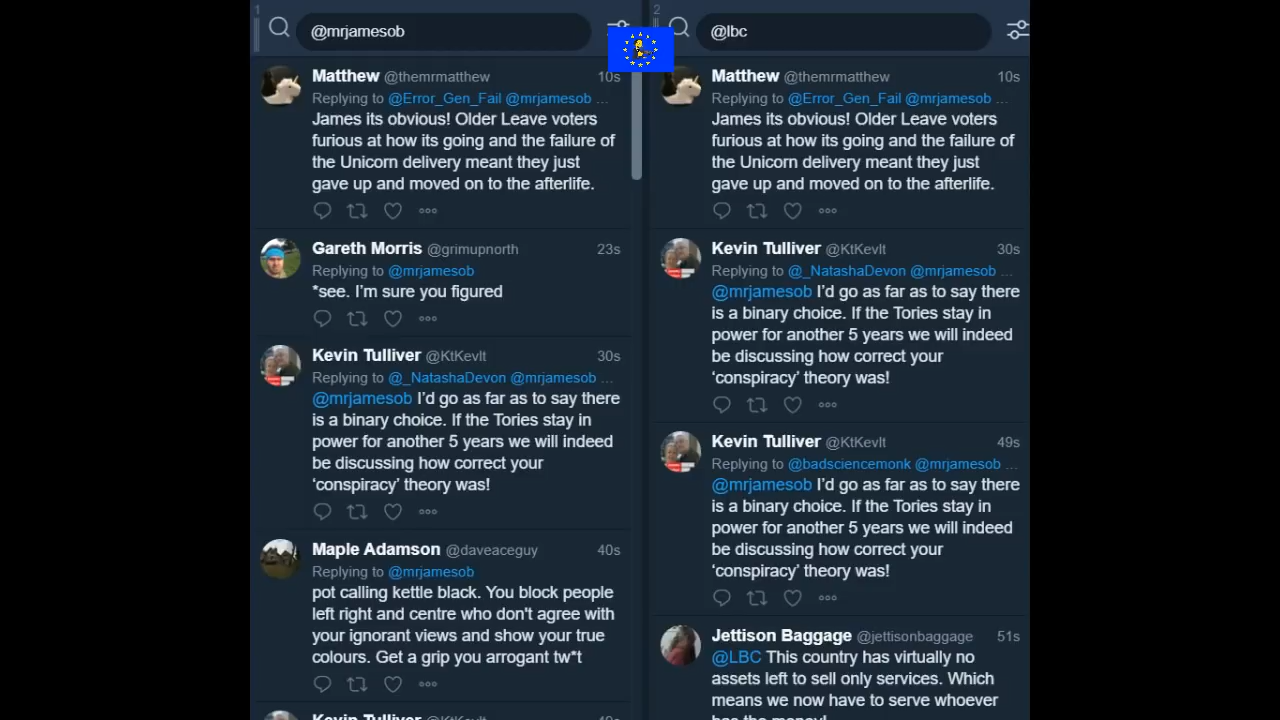 1
@mrjamesob
Matthew @themrmatthew 10s
Replying to @Error_Gen_Fail @mrjamesob ...
James its obvious! Older Leave voters
furious at how its going and the failure of
the Unicorn delivery meant they just
gave up and moved on to the afterlife.
Gareth Morris @grimupnorth 23s
Replying to @mrjamesob
*see. I’m sure you figured
Kevin Tulliver @KtKevIt 30s
Replying to @_NatashaDevon @mrjamesob ...
@mrjamesob I’d go as far as to say there
is a binary choice. If the Tories stay in
power for another 5 years we will indeed
be discussing how correct your
‘conspiracy’ theory was!
Maple Adamson @daveaceguy 40s
Replying to @mrjamesob
pot calling kettle black. You block people
left right and centre who don't agree with
your ignorant views and show your true
colours. Get a grip you arrogant tw*t
Kevin Tulliver @KtKevIt 49s
2
@lbc
Matthew @themrmatthew 10s
Replying to @Error_Gen_Fail @mrjamesob ...
James its obvious! Older Leave voters
furious at how its going and the failure of
the Unicorn delivery meant they just
gave up and moved on to the afterlife.
Kevin Tulliver @KtKevIt 30s
Replying to @_NatashaDevon @mrjamesob ...
@mrjamesob I’d go as far as to say there
is a binary choice. If the Tories stay in
power for another 5 years we will indeed
be discussing how correct your
‘conspiracy’ theory was!
Kevin Tulliver @KtKevIt 49s
Replying to @badsciencemonk @mrjamesob ...
@mrjamesob I’d go as far as to say there
is a binary choice. If the Tories stay in
power for another 5 years we will indeed
be discussing how correct your
‘conspiracy’ theory was!
Jettison Baggage @jettisonbaggage 51s
@LBC This country has virtually no
assets left to sell only services. Which
means we now have to serve whoever
has the money!